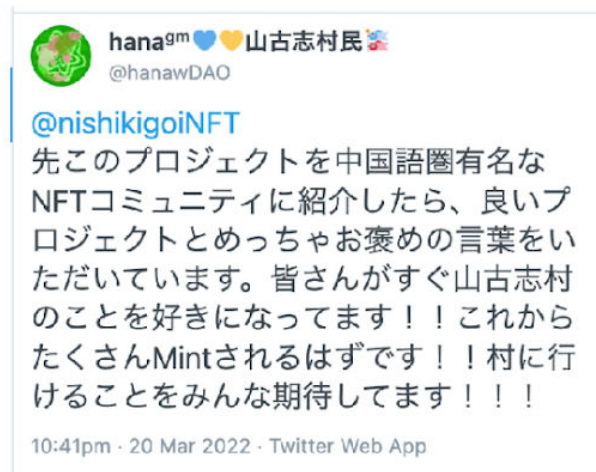 hanaᵍᵐ💙💛山古志村民🎏
@hanawDAO
@nishikigoiNFT
先このプロジェクトを中国語圏有名な
NFTコミュニティに紹介したら、良いプ
ロジェクトとめっちゃお褒めの言葉をい
ただいています。皆さんがすぐ山古志村
のことを好きになってます！！これから
たくさんMintされるはずです！！村に行
けることをみんな期待してます！！！
10:41pm · 20 Mar 2022 · Twitter Web App